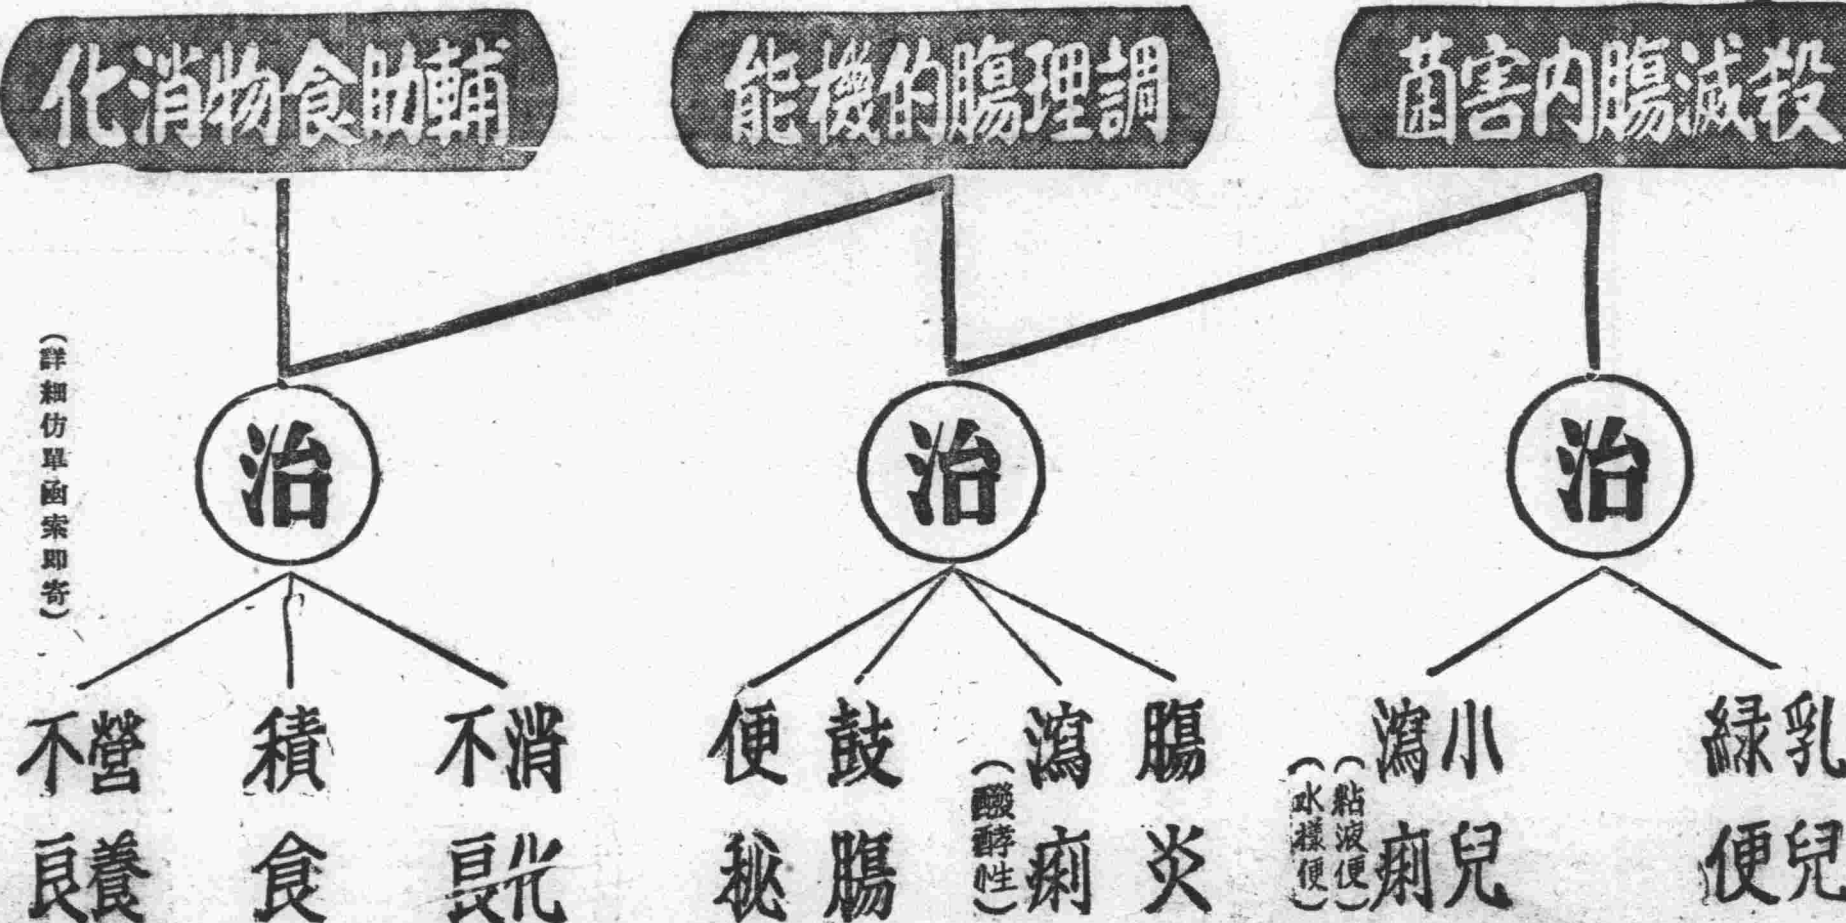 殺滅腸内害菌
調理腸的機能
輔助食物消化
治
治
治
乳兒
綠便
小兒
瀉痢
（粘液便）
（水樣便）
腸炎
瀉痢
（醱酵性）
鼓腸
便秘
消化
不良
積食
營養
不良
（詳細仿單函索即寄）